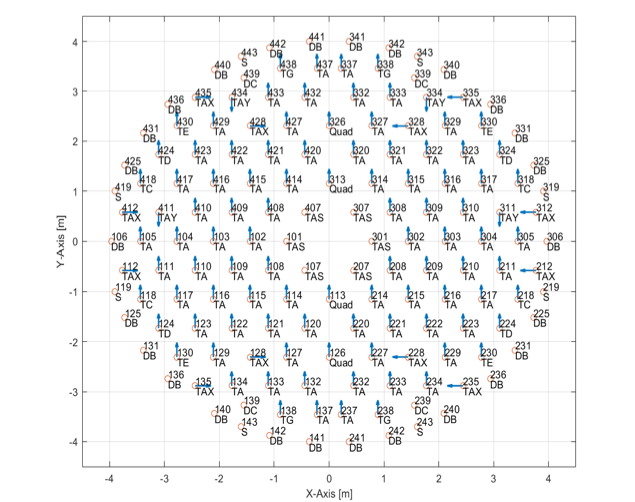 441 341
DB DB
442 342
DB DB
443 438 437 337 338 343
S TG TA TA TG S
440 439 339 340
DB DC DC DB
435 434 433 432 332 333 334 335
TAX TAY TA TA TA TA TAY TAX
436 336
DB DB
430 429 428 427 326 327 328 329 330
TE TA TAX TA Quad TA TAX TA TE
431 331
DB DB
424 423 422 421 420 320 321 322 323 324
TD TA TA TA TA TA TA TA TA TD
425 325
DB DB
418 417 416 415 414 313 314 315 316 317 318
TC TA TA TA TA Quad TA TA TA TA TC
419 319
S S
412 411 410 409 408 407 307 308 309 310 311 312
TAX TAY TA TA TA TAS TAS TA TA TA TAY TAX
106 105 104 103 102 101 301 302 303 304 305 306
DB TA TA TA TA TAS TAS TA TA TA TA DB
112 111 110 109 108 107 207 208 209 210 211 212
TAX TA TA TA TA TAS TAS TA TA TA TA TAX
119 219
S S
118 117 116 115 114 113 214 215 216 217 218
TC TA TA TA TA Quad TA TA TA TA TC
125 225
DB DB
124 123 122 121 120 220 221 222 223 224
TD TA TA TA TA TA TA TA TA TD
131 231
DB DB
130 129 128 127 126 227 228 229 230
TE TA TAX TA Quad TA TAX TA TE
136 236
DB DB
135 134 133 132 232 233 234 235
TAX TA TA TA TA TA TA TAX
140 139 239 240
DB DC DC DB
143 138 137 237 238 243
S TG TA TA TG S
142 242
DB DB
141 241
DB DB
4
3
2
1
0
-1
-2
-3
-4
Y-Axis [m]
-4 -3 -2 -1 0 1 2 3 4
X-Axis [m]